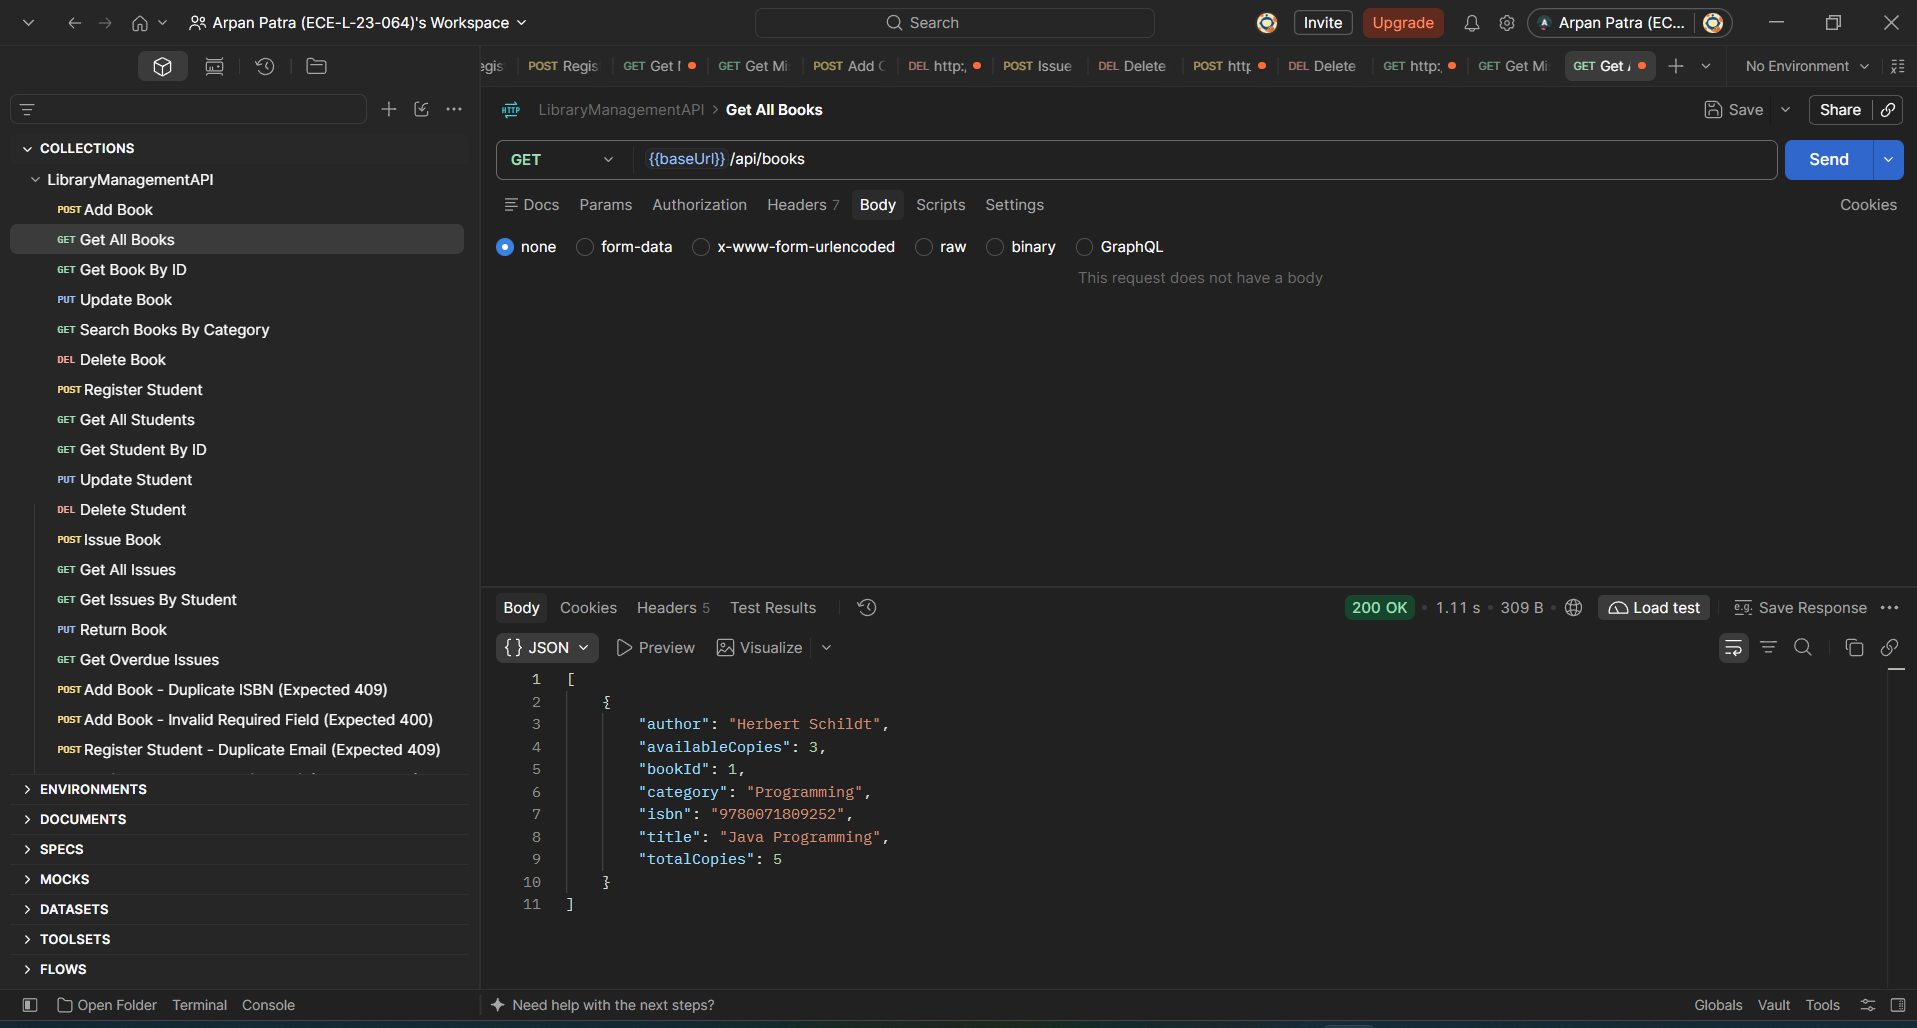 Arpan Patra (ECE-L-23-064)'s Workspace
Search
Invite
Upgrade
Arpan Patra (EC...
POST Regis
GET Get
GET Get Mi
POST Add
DEL http:
POST Issue
DEL Delete
POST
DEL Delete
GET http:
GET Get Mi
GET Get
No Environment
LibraryManagementAPI > Get All Books
Save
Share
COLLECTIONS
LibraryManagementAPI
POST Add Book
GET Get All Books
GET Get Book By ID
PUT Update Book
GET Search Books By Category
DEL Delete Book
POST Register Student
GET Get All Students
GET Get Student By ID
PUT Update Student
DEL Delete Student
POST Issue Book
GET Get All Issues
GET Get Issues By Student
PUT Return Book
GET Get Overdue Issues
POST Add Book - Duplicate ISBN (Expected 409)
POST Add Book - Invalid Required Field (Expected 400)
POST Register Student - Duplicate Email (Expected 409)
ENVIRONMENTS
DOCUMENTS
SPECS
MOCKS
DATASETS
TOOLSETS
FLOWS
GET
{{baseUrl}} /api/books
Send
Docs
Params
Authorization
Headers 7
Body
Scripts
Settings
Cookies
none
form-data
x-www-form-urlencoded
raw
binary
GraphQL
This request does not have a body
Body
Cookies
Headers 5
Test Results
200 OK • 1.11 s • 309 B
Load test
e.g. Save Response
{} JSON
Preview
Visualize
1 [
2 {
3 "author": "Herbert Schildt",
4 "availableCopies": 3,
5 "bookId": 1,
6 "category": "Programming",
7 "isbn": "9780071809252",
8 "title": "Java Programming",
9 "totalCopies": 5
10 }
11 ]
Open Folder
Terminal
Console
Need help with the next steps?
Globals
Vault
Tools